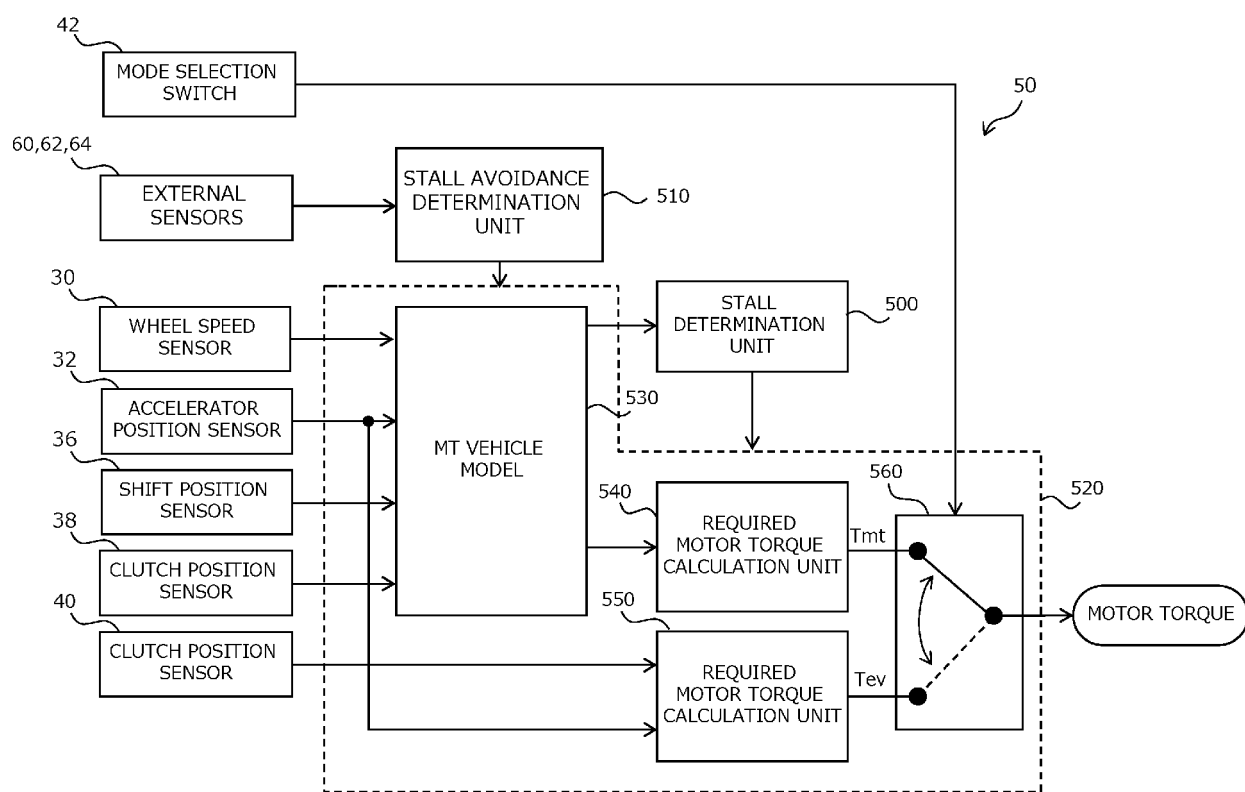 42
MODE SELECTION
SWITCH
50
60,62,64
EXTERNAL
SENSORS
STALL AVOIDANCE
DETERMINATION
UNIT
510
30
WHEEL SPEED
SENSOR
STALL
DETERMINATION
UNIT
500
32
ACCELERATOR
POSITION SENSOR
530
MT VEHICLE
MODEL
36
SHIFT POSITION
SENSOR
540
REQUIRED
MOTOR TORQUE
CALCULATION UNIT
Tmt
560
520
38
CLUTCH POSITION
SENSOR
40
CLUTCH POSITION
SENSOR
550
REQUIRED
MOTOR TORQUE
CALCULATION UNIT
Tev
MOTOR TORQUE